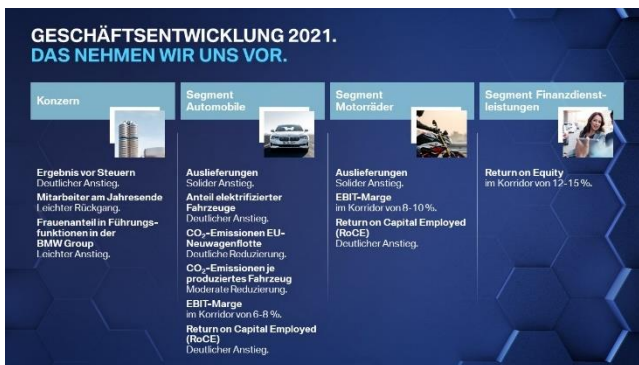 GESCHÄFTSENTWICKLUNG 2021.
DAS NEHMEN WIR UNS VOR.
Konzern
Ergebnis vor Steuern
Deutlicher Anstieg.
Mitarbeiter am Jahresende
Leichter Rückgang.
Frauenanteil in Führungs-
funktionen in der
BMW Group
Leichter Anstieg.
Segment
Automobile
Auslieferungen
Solider Anstieg.
Anteil elektrifizierter
Fahrzeuge
Deutlicher Anstieg.
CO₂-Emissionen EU-
Neuwagenflotte
Deutliche Reduzierung.
CO₂-Emissionen je
produziertes Fahrzeug
Moderate Reduzierung.
EBIT-Marge
im Korridor von 6-8 %.
Return on Capital Employed
(RoCE)
Deutlicher Anstieg.
Segment
Motorräder
Auslieferungen
Solider Anstieg.
EBIT-Marge
im Korridor von 8-10 %.
Return on Capital Employed
(RoCE)
Deutlicher Anstieg.
Segment Finanzdienst-
leistungen
Return on Equity
im Korridor von 12-15 %.